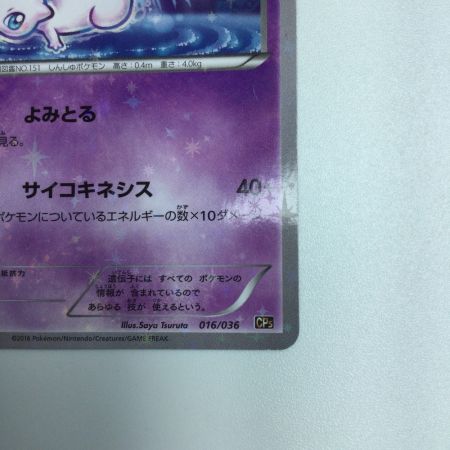 図鑑NO.151 しんしゅポケモン 高さ：0.4m 重さ：4.0kg
よみとる
見る。
サイコキネシス 40
ポケモンについているエネルギーの数×10ダメー
抵抗力
遺伝子には すべての ポケモンの
情報が 含まれているので
あらゆる 技が 使えるという。
Illus.Saya Tsuruta 016/036 CP5
©2016 Pokémon/Nintendo/Creatures/GAME FREAK.